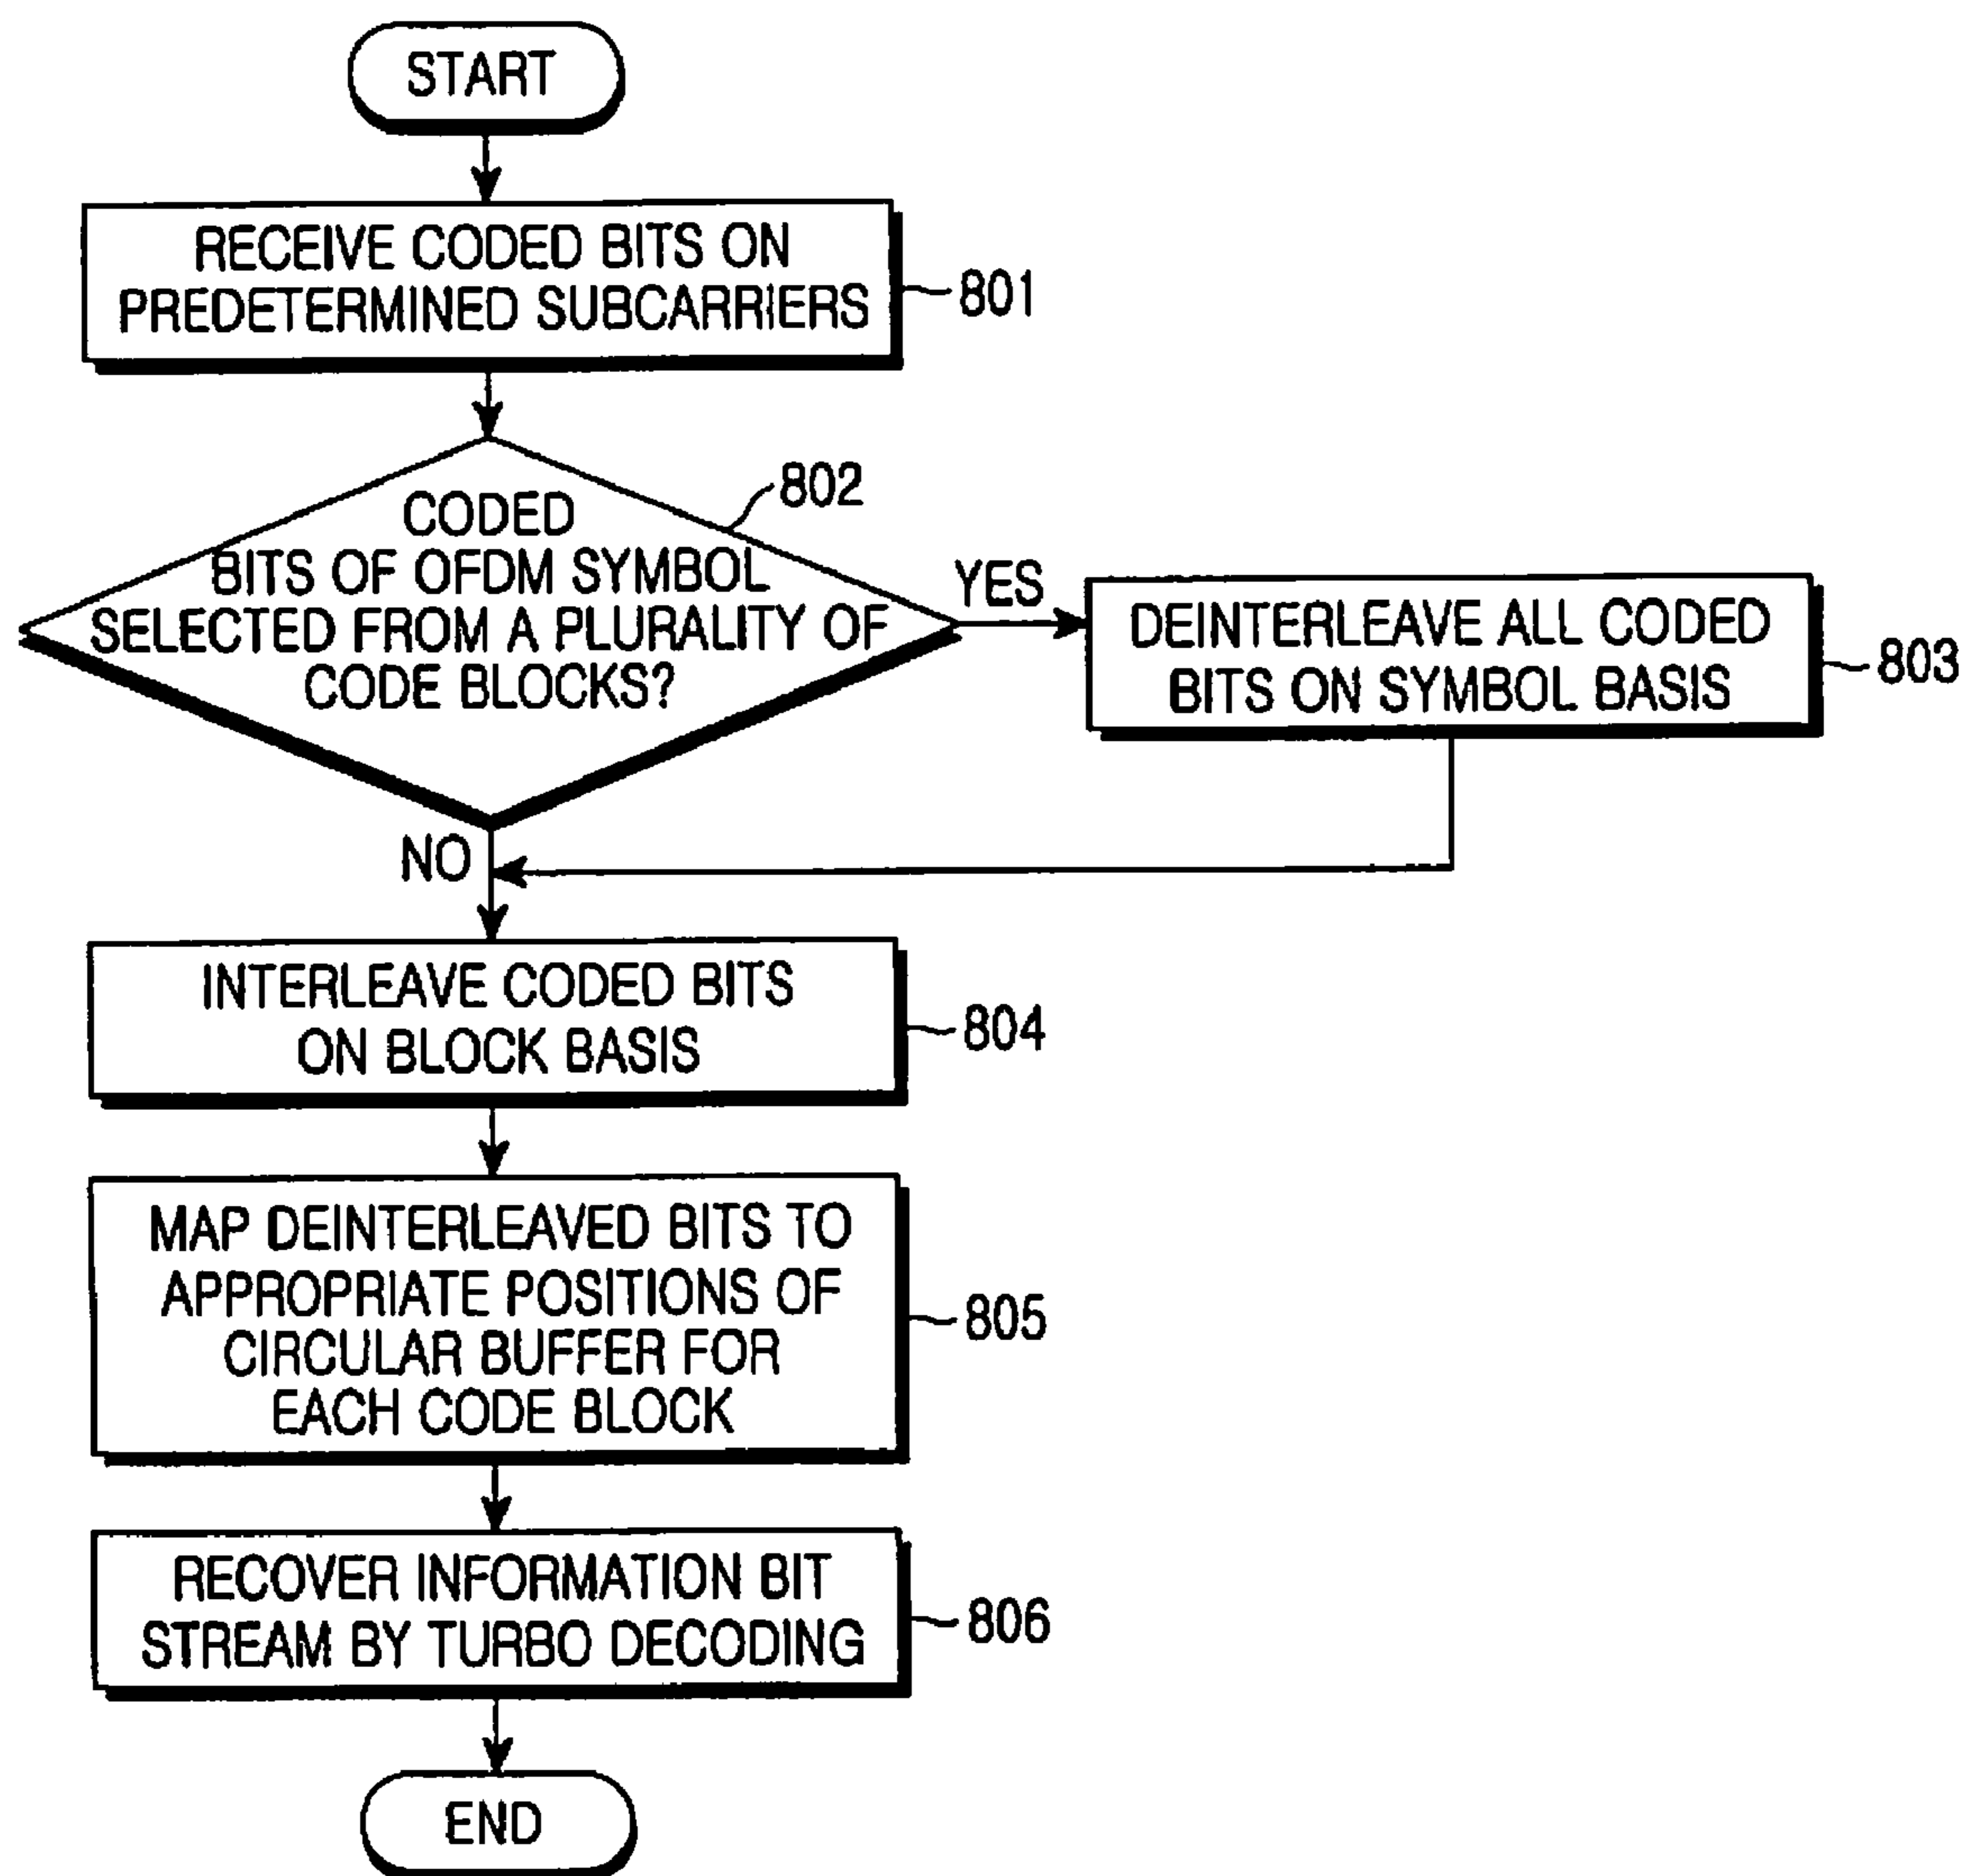 START
RECEIVE CODED BITS ON
PREDETERMINED SUBCARRIERS
801
802
CODED
BITS OF OFDM SYMBOL
SELECTED FROM A PLURALITY OF
CODE BLOCKS?
YES
DEINTERLEAVE ALL CODED
BITS ON SYMBOL BASIS
803
NO
INTERLEAVE CODED BITS
ON BLOCK BASIS
804
MAP DEINTERLEAVED BITS TO
APPROPRIATE POSITIONS OF
CIRCULAR BUFFER FOR
EACH CODE BLOCK
805
RECOVER INFORMATION BIT
STREAM BY TURBO DECODING
806
END